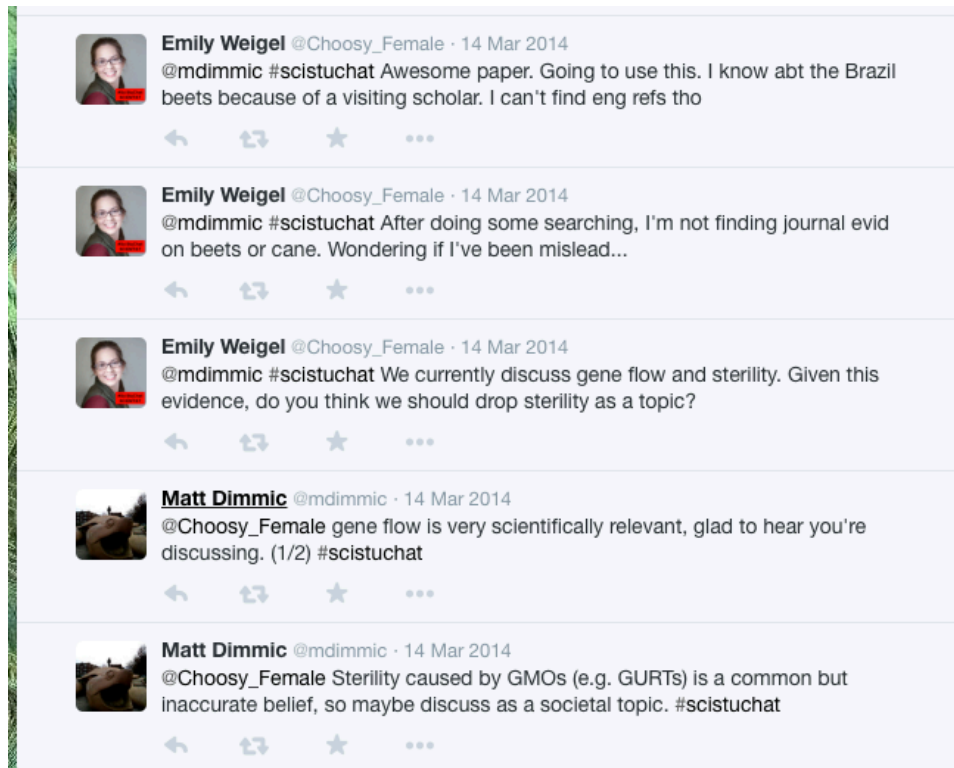 Emily Weigel @Choosy_Female · 14 Mar 2014
@mdimmic #scistuchat Awesome paper. Going to use this. I know abt the Brazil
beets because of a visiting scholar. I can't find eng refs tho
Emily Weigel @Choosy_Female · 14 Mar 2014
@mdimmic #scistuchat After doing some searching, I'm not finding journal evid
on beets or cane. Wondering if I've been mislead...
Emily Weigel @Choosy_Female · 14 Mar 2014
@mdimmic #scistuchat We currently discuss gene flow and sterility. Given this
evidence, do you think we should drop sterility as a topic?
Matt Dimmic @mdimmic · 14 Mar 2014
@Choosy_Female gene flow is very scientifically relevant, glad to hear you're
discussing. (1/2) #scistuchat
Matt Dimmic @mdimmic · 14 Mar 2014
@Choosy_Female Sterility caused by GMOs (e.g. GURTs) is a common but
inaccurate belief, so maybe discuss as a societal topic. #scistuchat